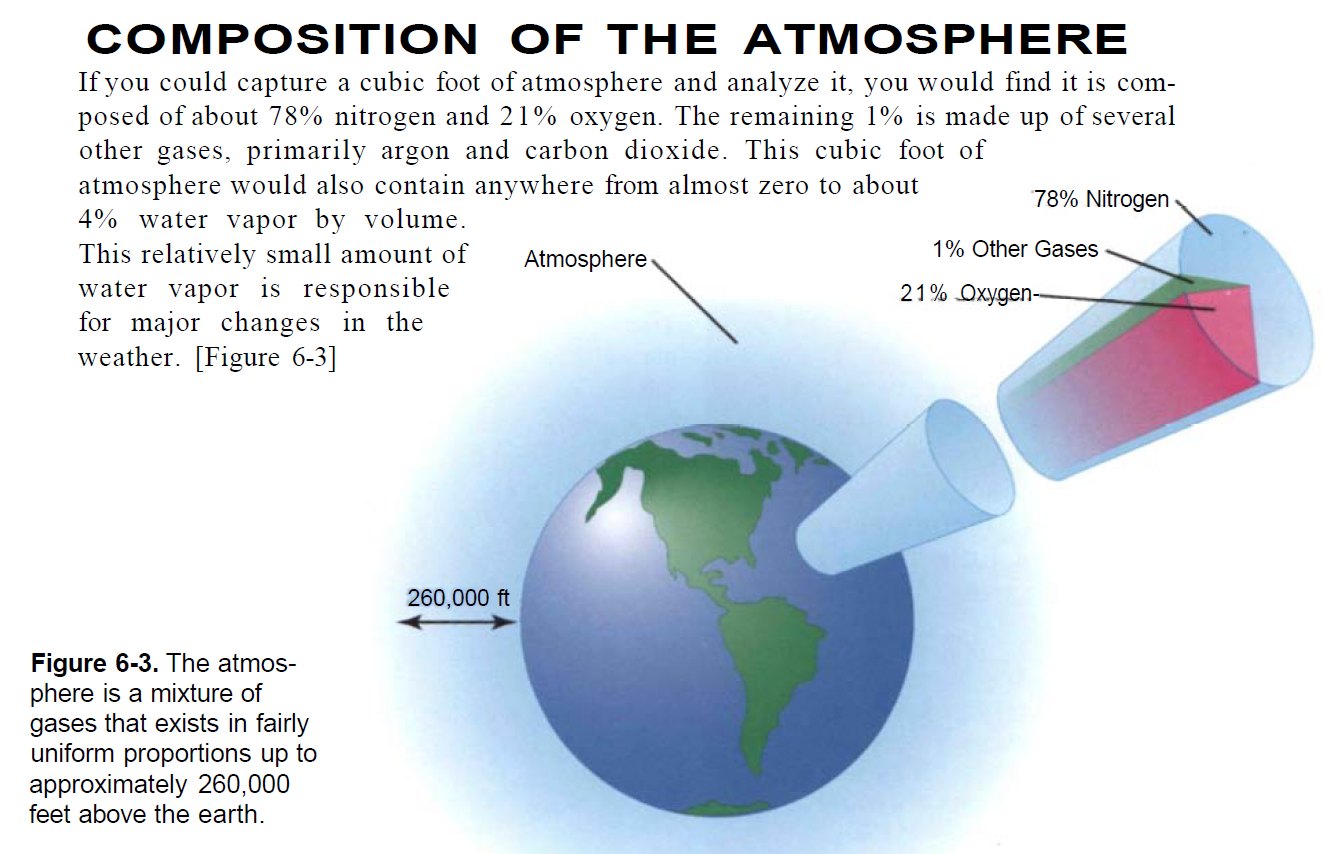 COMPOSITION OF THE ATMOSPHERE
If you could capture a cubic foot of atmosphere and analyze it, you would find it is com-
posed of about 78% nitrogen and 21% oxygen. The remaining 1% is made up of several
other gases, primarily argon and carbon dioxide. This cubic foot of
atmosphere would also contain anywhere from almost zero to about
4% water vapor by volume.
This relatively small amount of
water vapor is responsible
for major changes in the
weather. [Figure 6-3]
78% Nitrogen
1% Other Gases
21% Oxygen
Atmosphere
260,000 ft
Figure 6-3. The atmos-
phere is a mixture of
gases that exists in fairly
uniform proportions up to
approximately 260,000
feet above the earth.